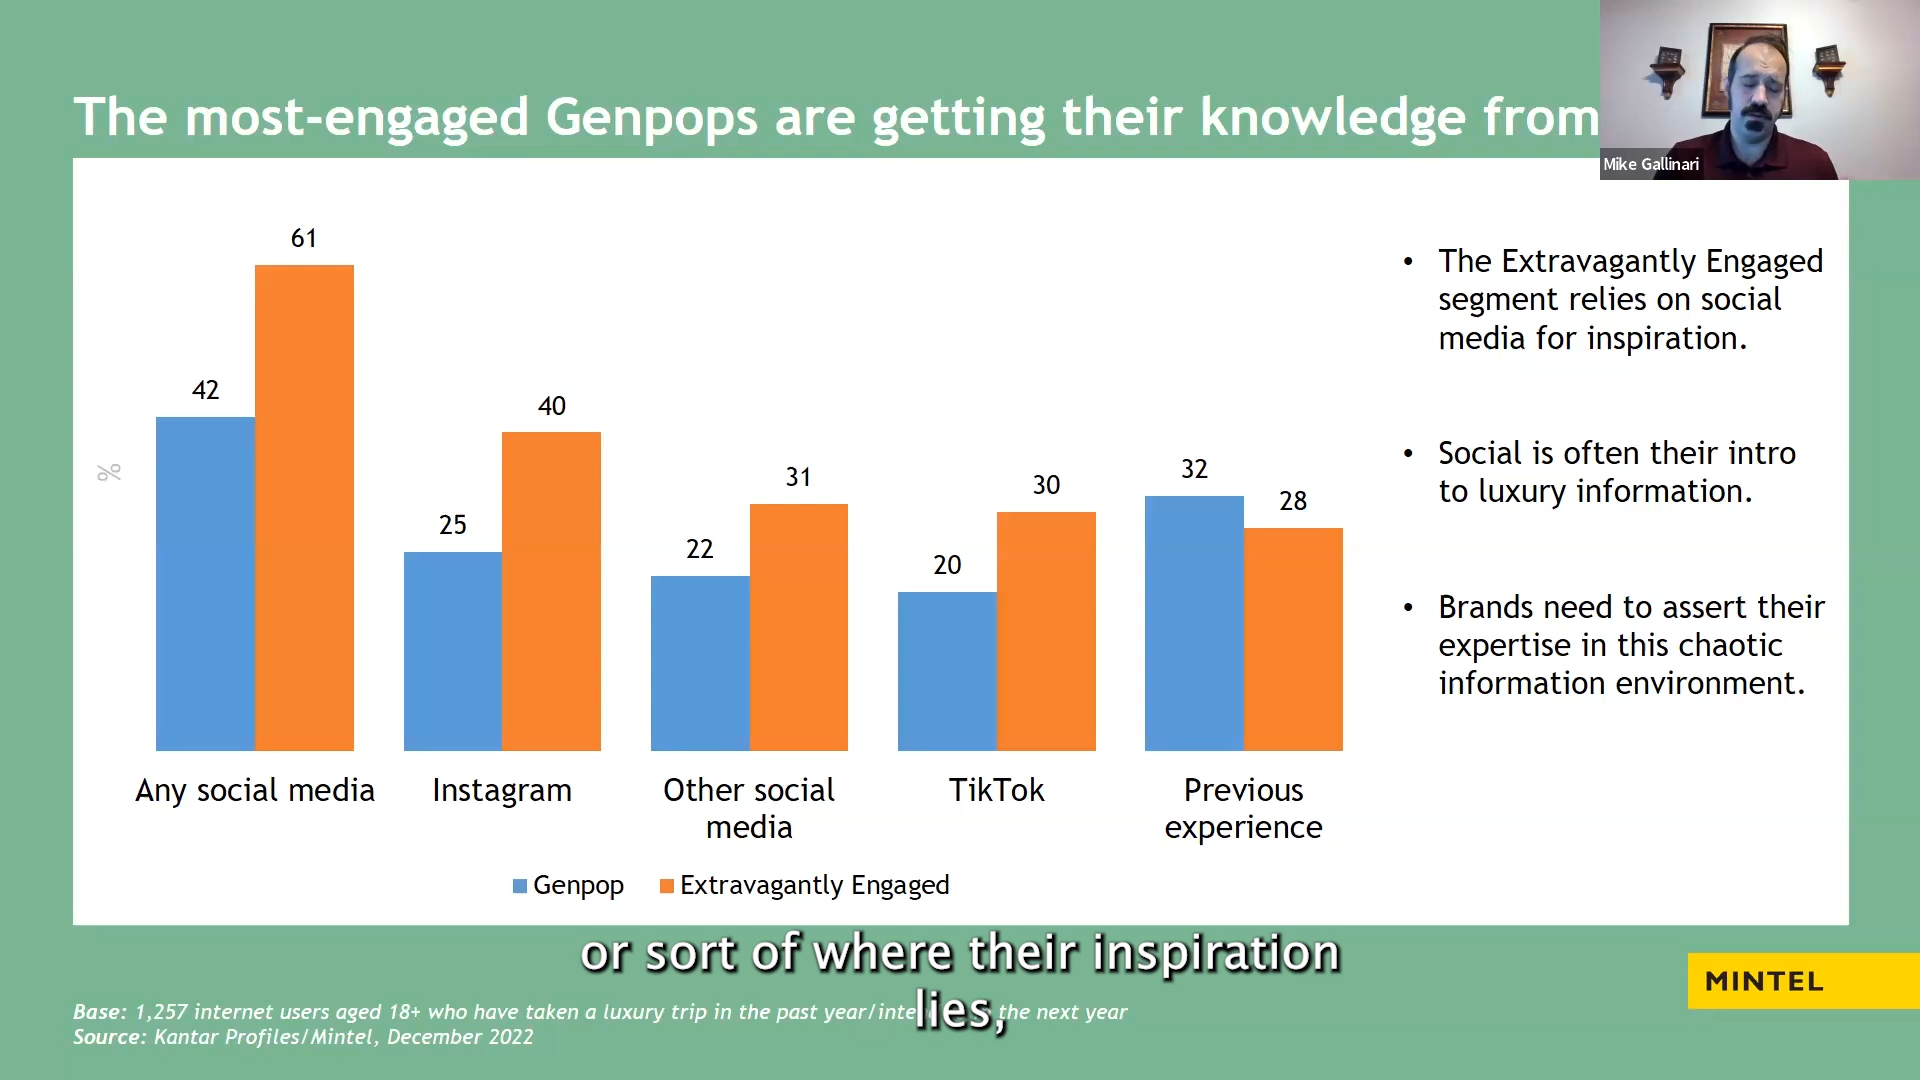 The most-engaged Genpops are getting their knowledge from
Mike Gallinari
61
42
40
25
31
22
30
20
32
28
%
Any social media
Instagram
Other social
media
TikTok
Previous
experience
Genpop
Extravagantly Engaged
• The Extravagantly Engaged
segment relies on social
media for inspiration.
• Social is often their intro
to luxury information.
• Brands need to assert their
expertise in this chaotic
information environment.
or sort of where their inspiration
lies,
MINTEL
Base: 1,257 internet users aged 18+ who have taken a luxury trip in the past year/ the next year
Source: Kantar Profiles/Mintel, December 2022